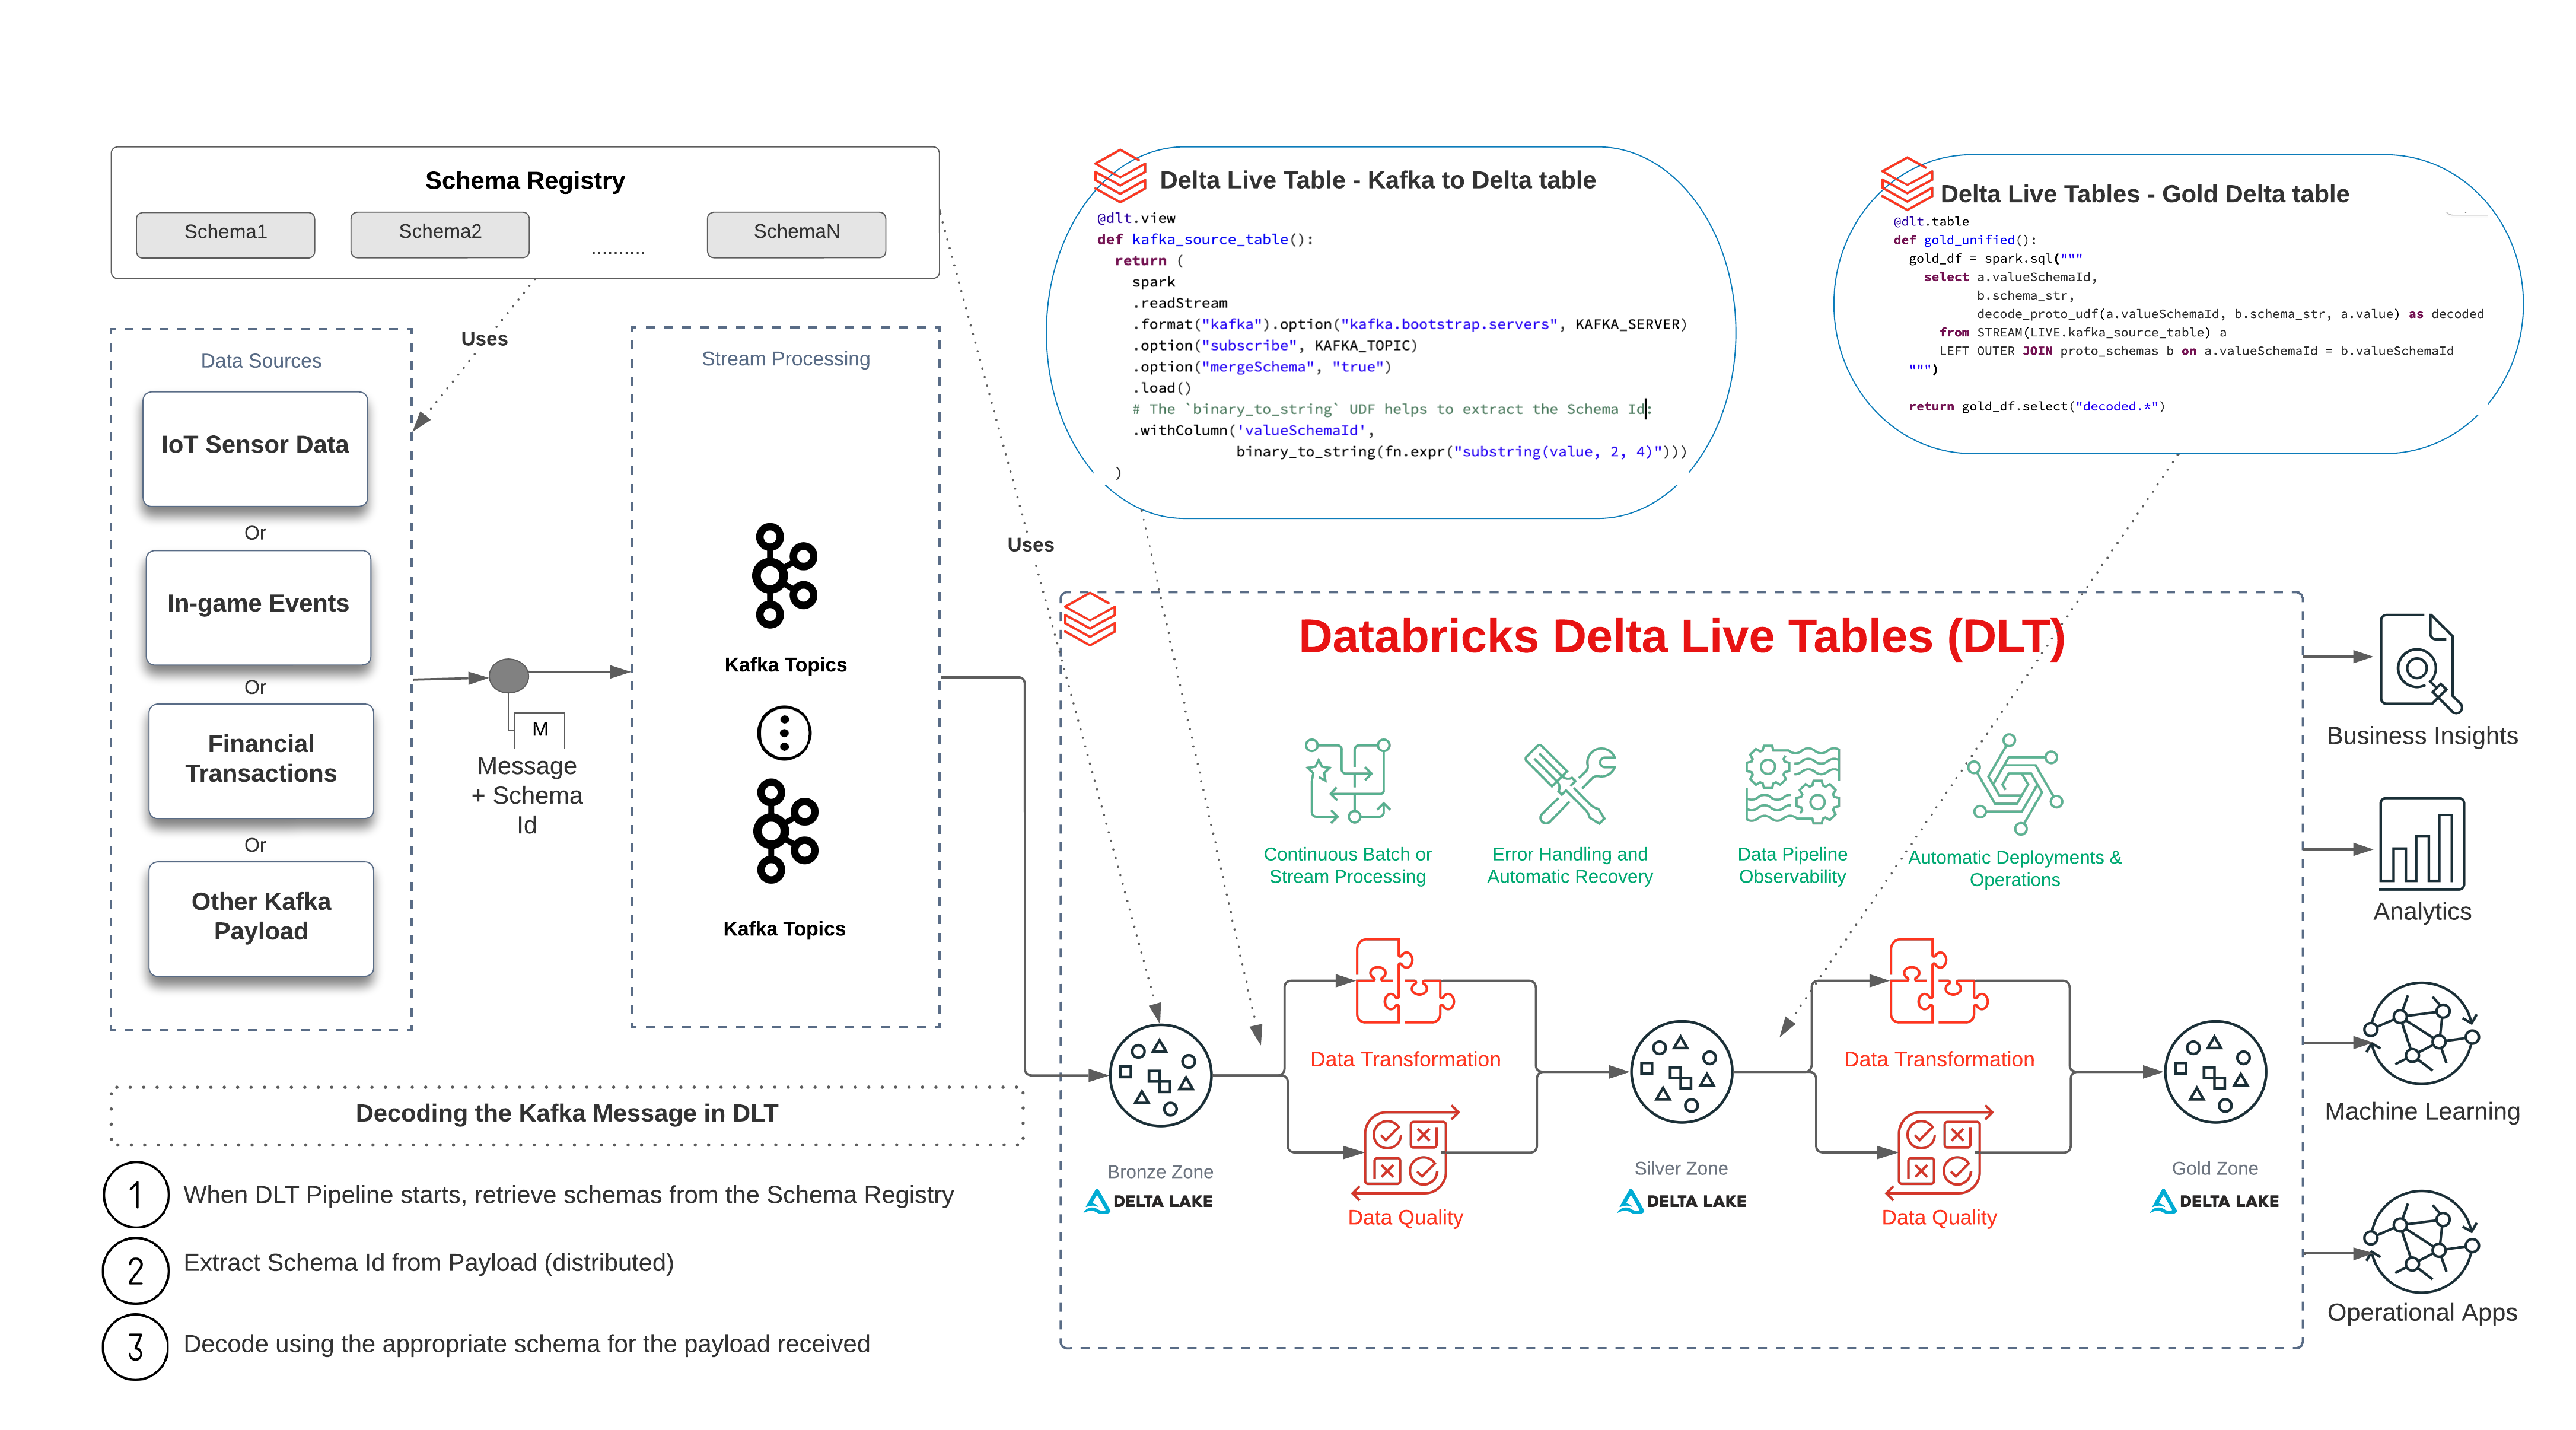 Schema Registry
Schema1
Schema2
..........
SchemaN
Uses
Data Sources
IoT Sensor Data
Or
In-game Events
Or
Financial
Transactions
Or
Other Kafka
Payload
M
Message
+ Schema
Id
Stream Processing
Kafka Topics
Kafka Topics
Uses
Delta Live Table - Kafka to Delta table
@dlt.view
def kafka_source_table():
  return (
    spark
    .readStream
    .format("kafka").option("kafka.bootstrap.servers", KAFKA_SERVER)
    .option("subscribe", KAFKA_TOPIC)
    .option("mergeSchema", "true")
    .load()
    # The `binary_to_string` UDF helps to extract the Schema Id:
    .withColumn('valueSchemaId',
                binary_to_string(fn.expr("substring(value, 2, 4)")))
  )
Delta Live Tables - Gold Delta table
@dlt.table
def gold_unified():
  gold_df = spark.sql("""
    select a.valueSchemaId,
           b.schema_str,
           decode_proto_udf(a.valueSchemaId, b.schema_str, a.value) as decoded
      from STREAM(LIVE.kafka_source_table) a
      LEFT OUTER JOIN proto_schemas b on a.valueSchemaId = b.valueSchemaId
  """)
  return gold_df.select("decoded.*")
Databricks Delta Live Tables (DLT)
Continuous Batch or
Stream Processing
Error Handling and
Automatic Recovery
Data Pipeline
Observability
Automatic Deployments &
Operations
Data Transformation
Data Transformation
Bronze Zone
DELTA LAKE
Data Quality
Silver Zone
DELTA LAKE
Data Quality
Gold Zone
DELTA LAKE
Business Insights
Analytics
Machine Learning
Operational Apps
Decoding the Kafka Message in DLT
1 When DLT Pipeline starts, retrieve schemas from the Schema Registry
2 Extract Schema Id from Payload (distributed)
3 Decode using the appropriate schema for the payload received